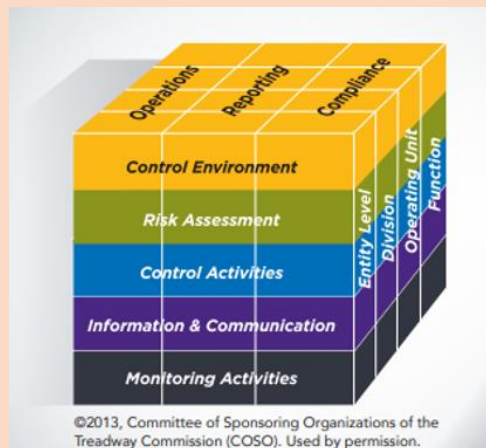 Operations
Reporting
Compliance
Control Environment
Risk Assessment
Control Activities
Information & Communication
Monitoring Activities
Entity Level
Division
Operating Unit
Function
©2013, Committee of Sponsoring Organizations of the
Treadway Commission (COSO). Used by permission.